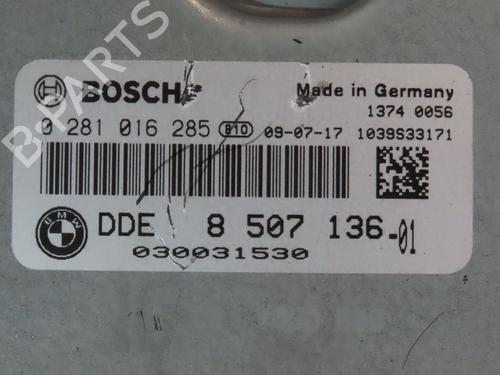 B-PARTS
BOSCH
Made in Germany
1374 0056
0 281 016 285 B10 09-07-17 1039S33171
BMW DDE 8 507 136-01
030031530